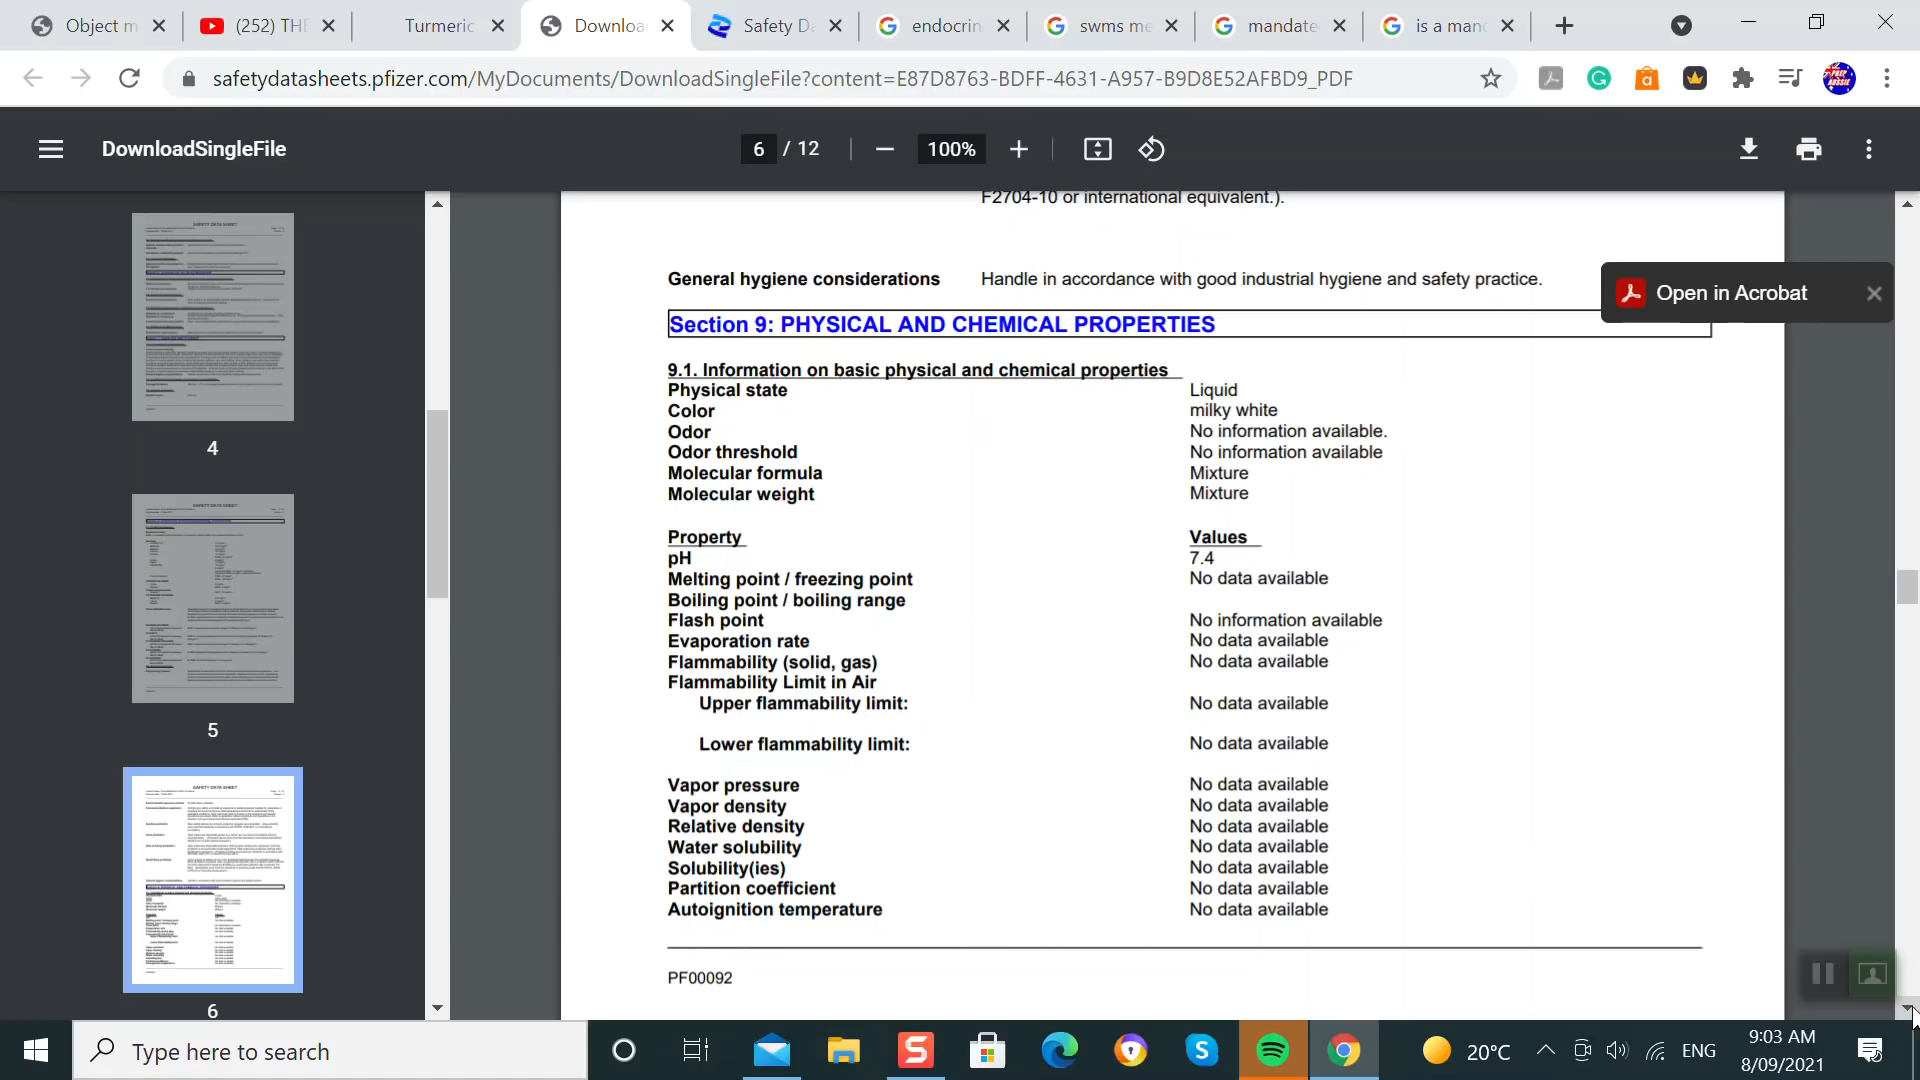 Object m
(252) THE
Turmeric
Downloa
Safety Da
endocrin
swms me
mandate
is a mand
safetydatasheets.pfizer.com/MyDocuments/DownloadSingleFile?content=E87D8763-BDFF-4631-A957-B9D8E52AFBD9_PDF
DownloadSingleFile
6 / 12
100%
F2704-10 or international equivalent.).
General hygiene considerations Handle in accordance with good industrial hygiene and safety practice.
Open in Acrobat
Section 9: PHYSICAL AND CHEMICAL PROPERTIES
9.1. Information on basic physical and chemical properties
Physical state Liquid
Color milky white
Odor No information available.
Odor threshold No information available
Molecular formula Mixture
Molecular weight Mixture
Property Values
pH 7.4
Melting point / freezing point No data available
Boiling point / boiling range
Flash point No information available
Evaporation rate No data available
Flammability (solid, gas) No data available
Flammability Limit in Air
Upper flammability limit: No data available
Lower flammability limit: No data available
Vapor pressure No data available
Vapor density No data available
Relative density No data available
Water solubility No data available
Solubility(ies) No data available
Partition coefficient No data available
Autoignition temperature No data available
PF00092
4
5
6
Type here to search
20°C
ENG
9:03 AM
8/09/2021